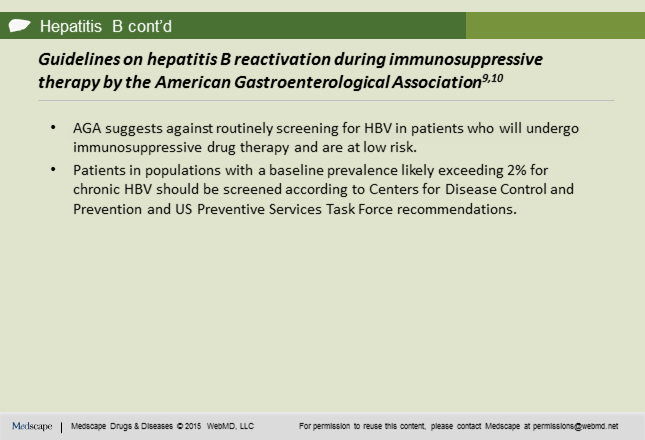 Hepatitis B cont’d
Guidelines on hepatitis B reactivation during immunosuppressive
therapy by the American Gastroenterological Association9,10
• AGA suggests against routinely screening for HBV in patients who will undergo
immunosuppressive drug therapy and are at low risk.
• Patients in populations with a baseline prevalence likely exceeding 2% for
chronic HBV should be screened according to Centers for Disease Control and
Prevention and US Preventive Services Task Force recommendations.
Medscape | Medscape Drugs & Diseases © 2015 WebMD, LLC For permission to reuse this content, please contact Medscape at permissions@webmd.net